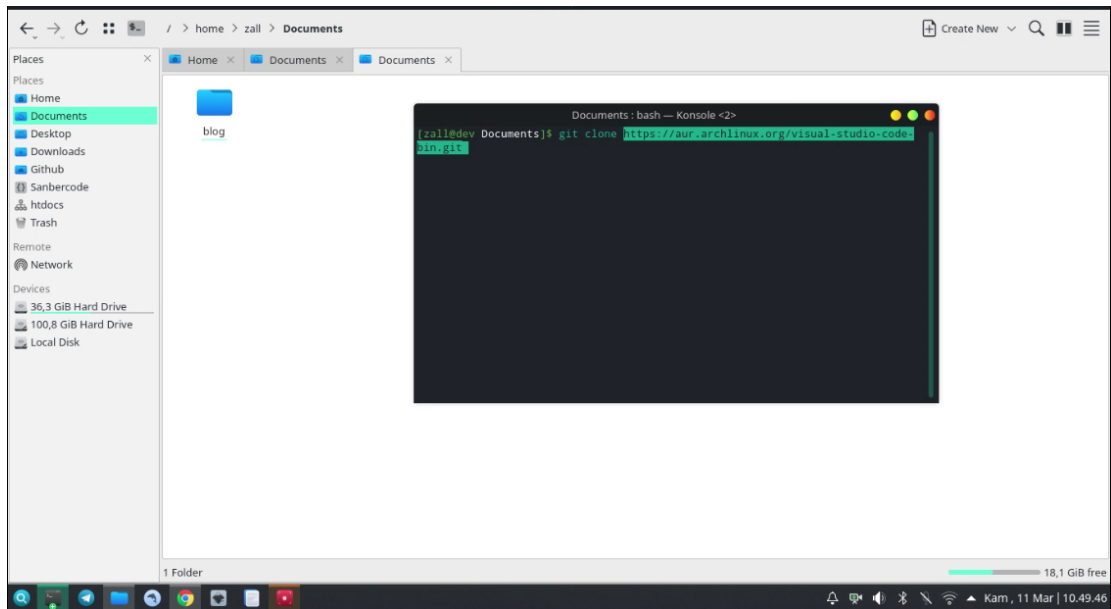 / > home > zall > Documents
Create New
Places
Home
Documents
Documents
Places
Home
Documents
Desktop
Downloads
Github
Sanbercode
htdocs
Trash
Remote
Network
Devices
36,3 GiB Hard Drive
100,8 GiB Hard Drive
Local Disk
blog
Documents : bash — Konsole <2>
[zall@dev Documents]$ git clone https://aur.archlinux.org/visual-studio-code-
bin.git
1 Folder
18,1 GiB free
Kam , 11 Mar | 10.49.46